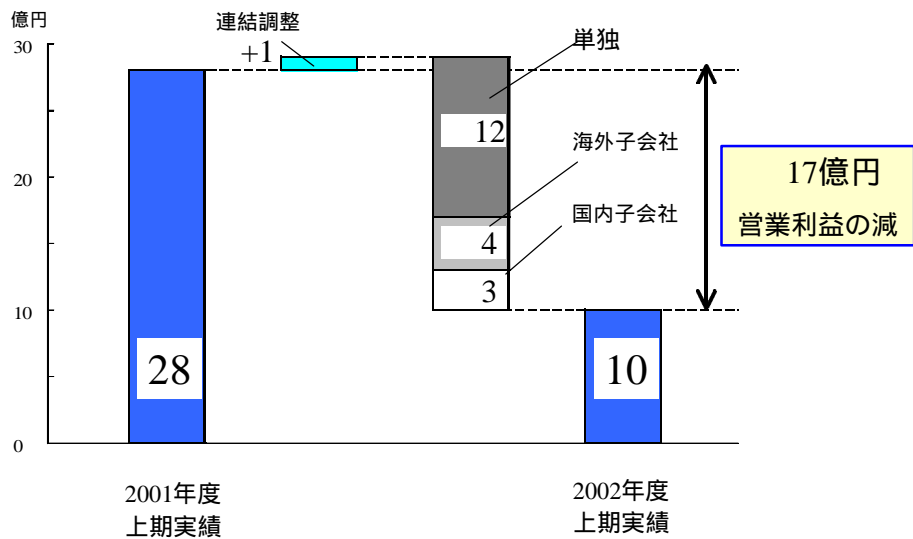 億円
連結調整
+1
30
単独
12
海外子会社
17億円
営業利益の減
20
国内子会社
4
3
10
28
10
0
2001年度
上期実績
2002年度
上期実績